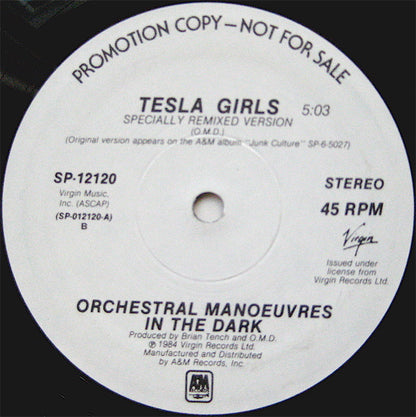 PROMOTION COPY—NOT FOR SALE
TESLA GIRLS 5:03
SPECIALLY REMIXED VERSION
(O.M.D.)
(Original version appears on the A&M album "Junk Culture" SP-6-5027)
SP-12120
Virgin Music,
Inc. (ASCAP)
(SP-012120-A)
B
STEREO
45 RPM
Virgin
Issued under
license from
Virgin Records Ltd.
ORCHESTRAL MANOEUVRES
IN THE DARK
Produced by Brian Tench and O.M.D.
℗ 1984 Virgin Records Ltd.
Manufactured and Distributed
by A&M Records, Inc.
A&M